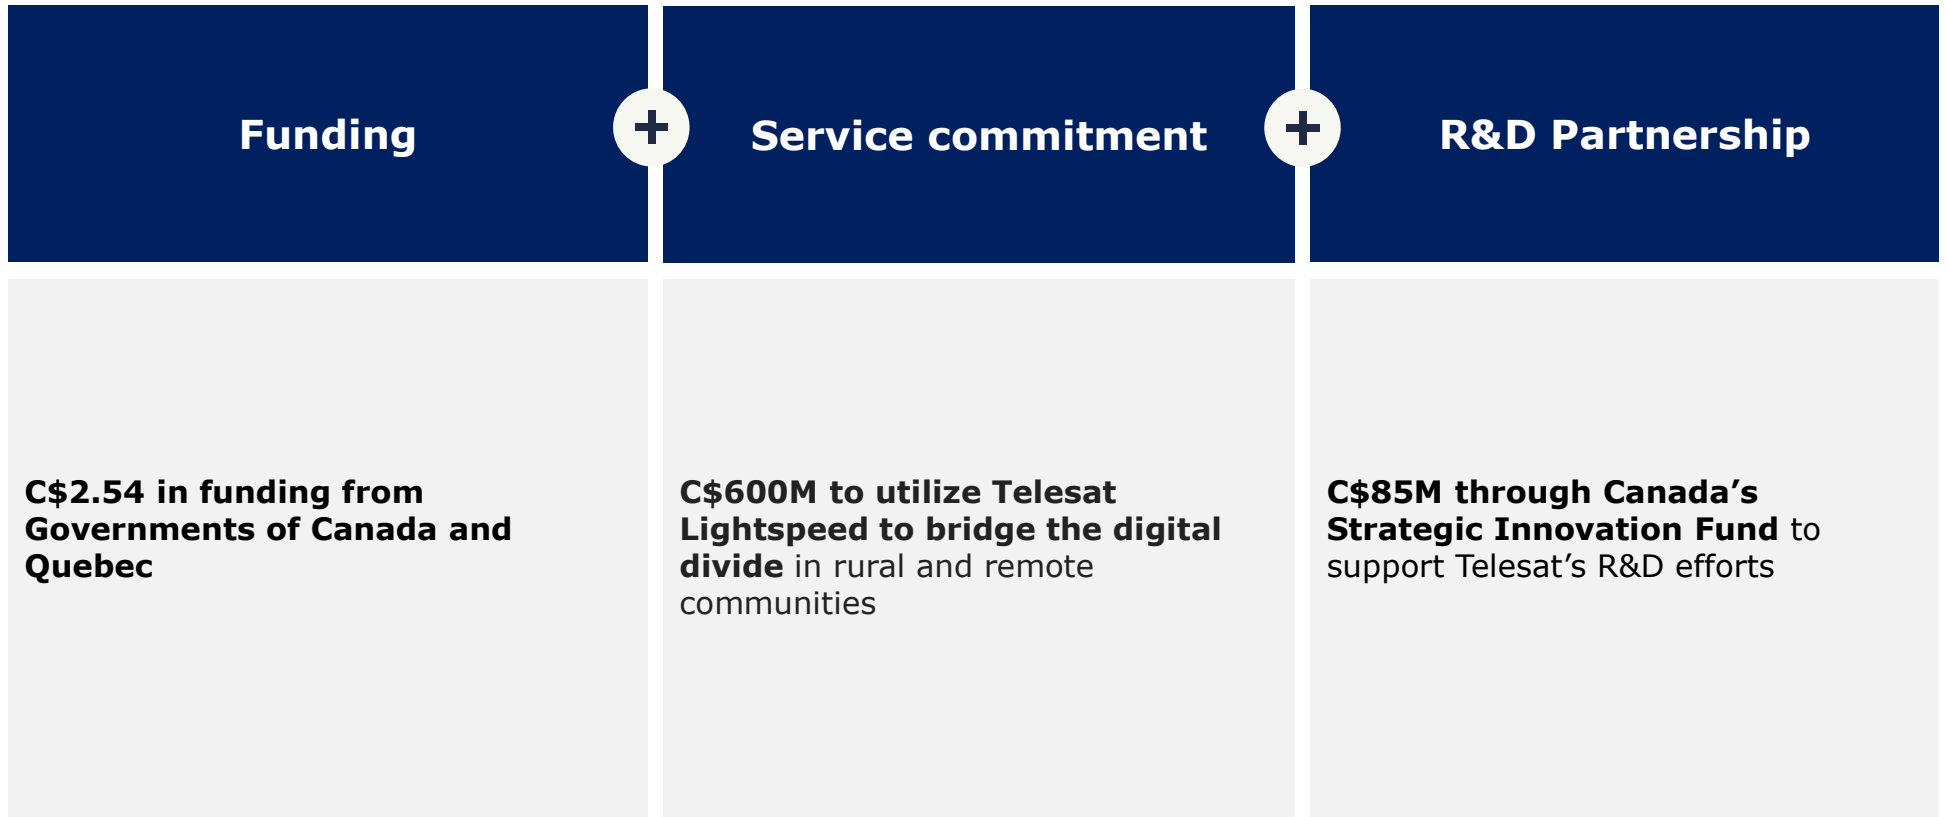 Funding
+
Service commitment
+
R&D Partnership
C$2.54 in funding from
Governments of Canada and
Quebec
C$600M to utilize Telesat
Lightspeed to bridge the digital
divide in rural and remote
communities
C$85M through Canada’s
Strategic Innovation Fund to
support Telesat’s R&D efforts